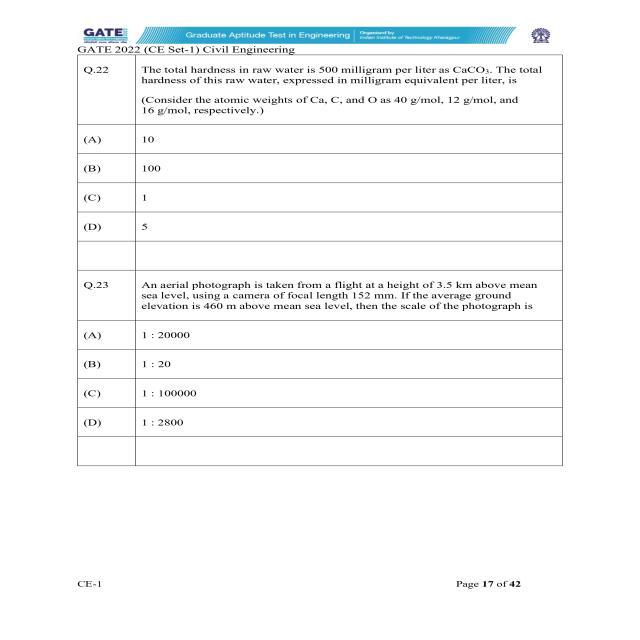 GATE
Graduate Aptitude Test in Engineering
Organised by
Indian Institute of Technology Kharagpur
GATE 2022 (CE Set-1) Civil Engineering
Q.22
The total hardness in raw water is 500 milligram per liter as CaCO₃. The total
hardness of this raw water, expressed in milligram equivalent per liter, is
(Consider the atomic weights of Ca, C, and O as 40 g/mol, 12 g/mol, and
16 g/mol, respectively.)
(A) 10
(B) 100
(C) 1
(D) 5
Q.23
An aerial photograph is taken from a flight at a height of 3.5 km above mean
sea level, using a camera of focal length 152 mm. If the average ground
elevation is 460 m above mean sea level, then the scale of the photograph is
(A) 1 : 20000
(B) 1 : 20
(C) 1 : 100000
(D) 1 : 2800
CE-1
Page 17 of 42